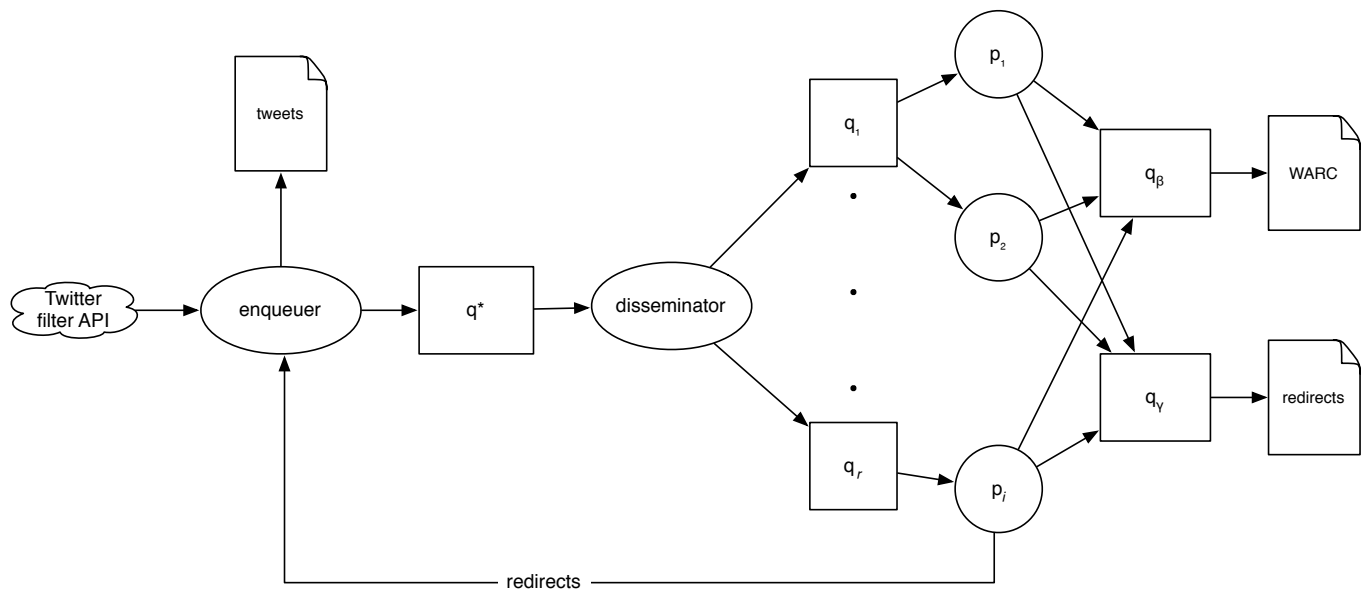 tweets
Twitter
filter API
enqueuer
q*
disseminator
q₁
qᵣ
p₁
p₂
pᵢ
qᵦ
qᵧ
WARC
redirects
redirects